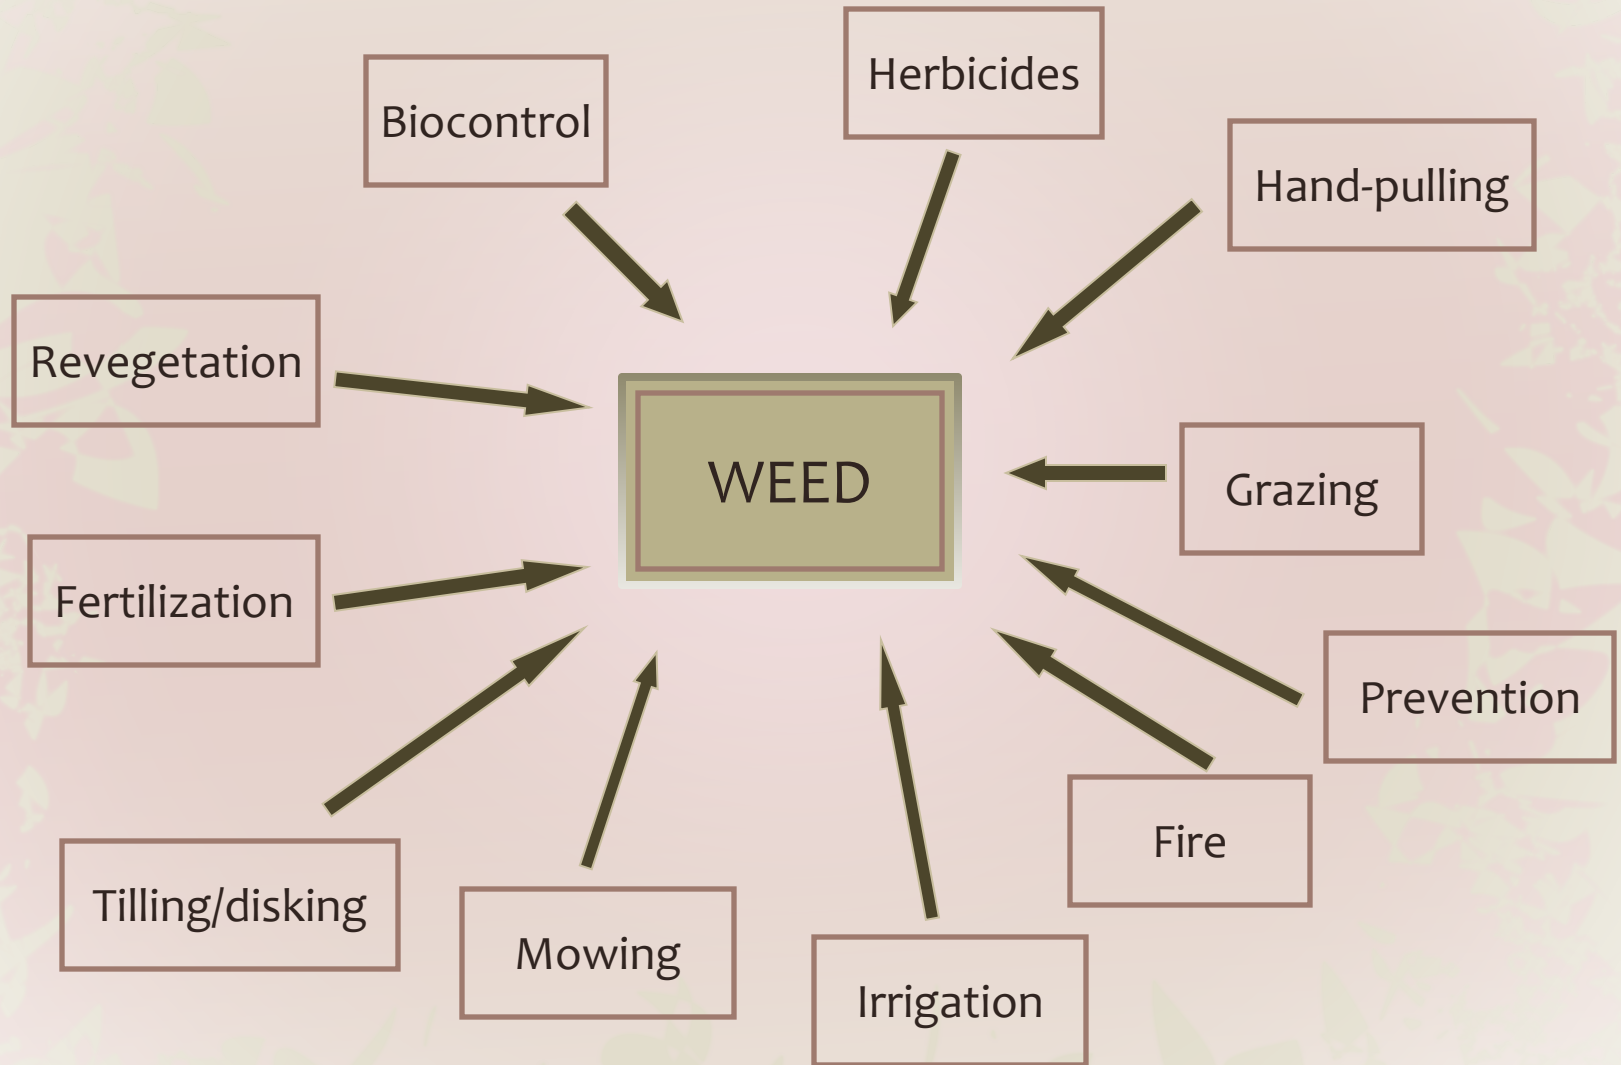 Herbicides
Biocontrol
Hand-pulling
Revegetation
WEED
Grazing
Fertilization
Prevention
Fire
Tilling/disking
Mowing
Irrigation